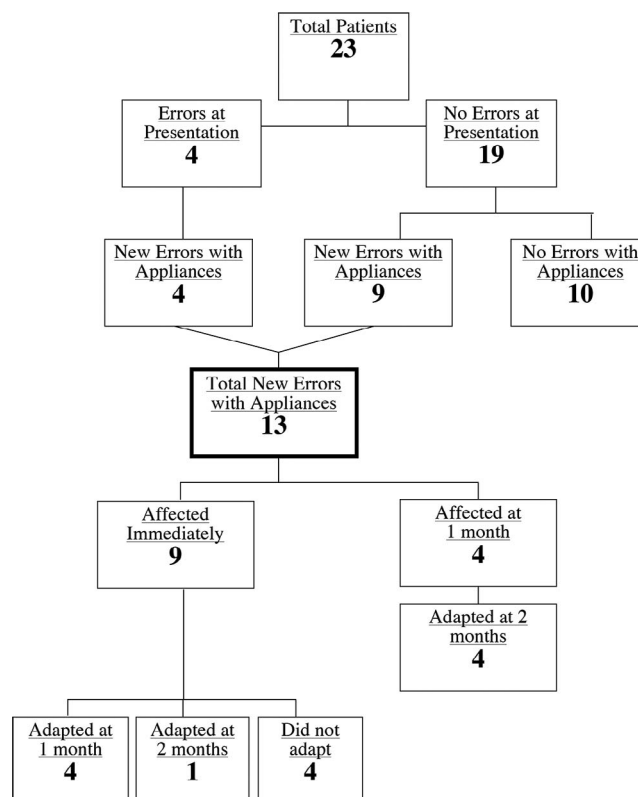 Total Patients
23
Errors at
Presentation
4
No Errors at
Presentation
19
New Errors with
Appliances
4
New Errors with
Appliances
9
No Errors with
Appliances
10
Total New Errors
with Appliances
13
Affected
Immediately
9
Affected at
1 month
4
Adapted at 2
months
4
Adapted at
1 month
4
Adapted at
2 months
1
Did not
adapt
4